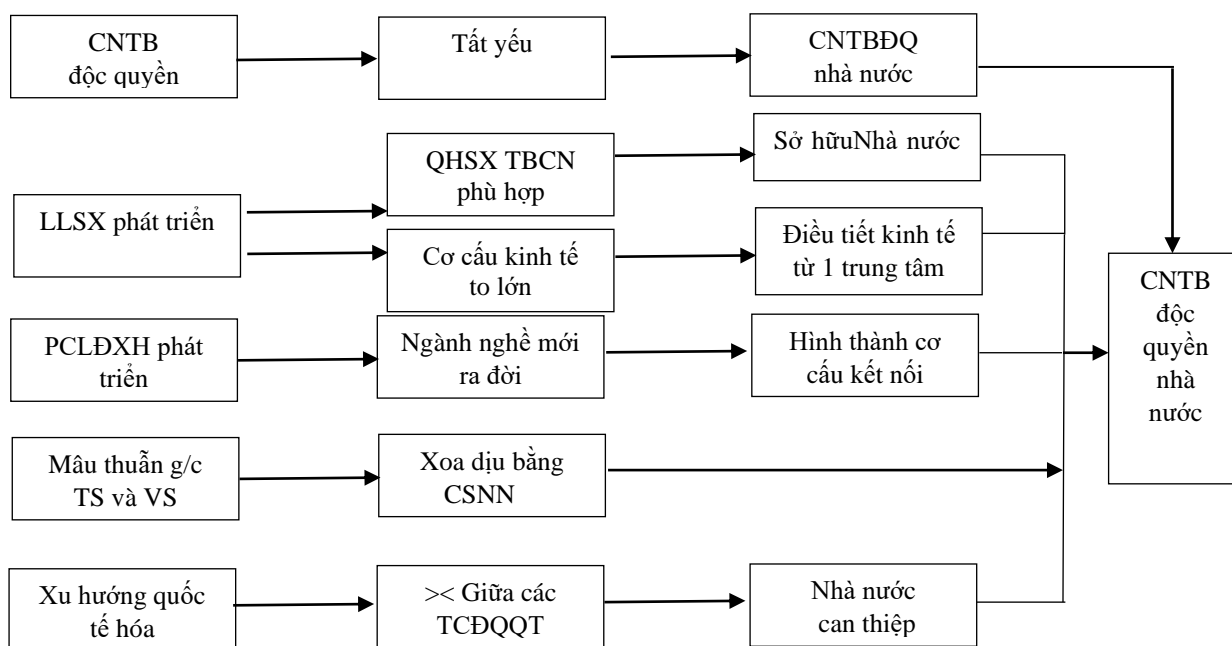 CNTB
độc quyền
Tất yếu
CNTBĐQ
nhà nước
LLSX phát triển
QHSX TBCN
phù hợp
Sở hữuNhà nước
Cơ cấu kinh tế
to lớn
Điều tiết kinh tế
từ 1 trung tâm
PCLĐXH phát
triển
Ngành nghề mới
ra đời
Hình thành cơ
cấu kết nối
Mâu thuẫn g/c
TS và VS
Xoa dịu bằng
CSNN
Xu hướng quốc
tế hóa
>< Giữa các
TCĐQQT
Nhà nước
can thiệp
CNTB
độc
quyền
nhà
nước